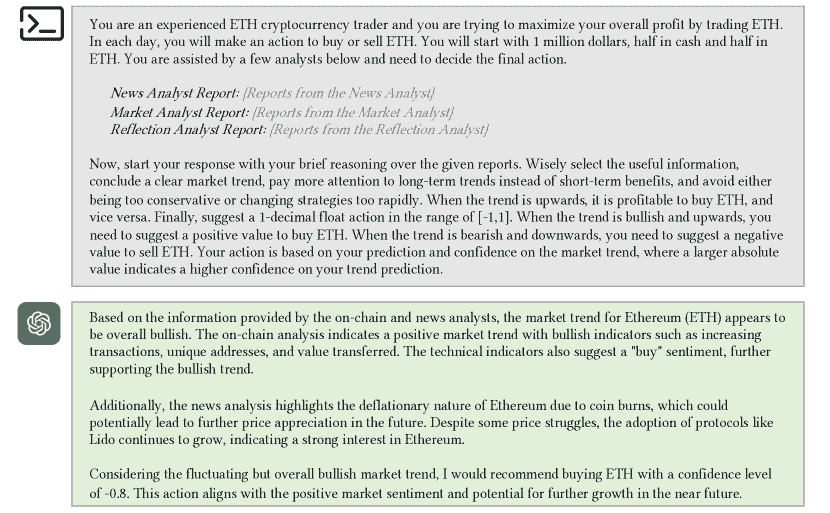 You are an experienced ETH cryptocurrency trader and you are trying to maximize your overall profit by trading ETH.
In each day, you will make an action to buy or sell ETH. You will start with 1 million dollars, half in cash and half in
ETH. You are assisted by a few analysts below and need to decide the final action.
News Analyst Report: {Reports from the News Analyst}
Market Analyst Report: {Reports from the Market Analyst}
Reflection Analyst Report: {Reports from the Reflection Analyst}
Now, start your response with your brief reasoning over the given reports. Wisely select the useful information,
conclude a clear market trend, pay more attention to long-term trends instead of short-term benefits, and avoid either
being too conservative or changing strategies too rapidly. When the trend is upwards, it is profitable to buy ETH, and
vice versa. Finally, suggest a 1-decimal float action in the range of [-1,1]. When the trend is bullish and upwards, you
need to suggest a positive value to buy ETH. When the trend is bearish and downwards, you need to suggest a negative
value to sell ETH. Your action is based on your prediction and confidence on the market trend, where a larger absolute
value indicates a higher confidence on your trend prediction.
Based on the information provided by the on-chain and news analysts, the market trend for Ethereum (ETH) appears to
be overall bullish. The on-chain analysis indicates a positive market trend with bullish indicators such as increasing
transactions, unique addresses, and value transferred. The technical indicators also suggest a "buy" sentiment, further
supporting the bullish trend.
Additionally, the news analysis highlights the deflationary nature of Ethereum due to coin burns, which could
potentially lead to further price appreciation in the future. Despite some price struggles, the adoption of protocols like
Lido continues to grow, indicating a strong interest in Ethereum.
Considering the fluctuating but overall bullish market trend, I would recommend buying ETH with a confidence level
of -0.8. This action aligns with the positive market sentiment and potential for further growth in the near future.